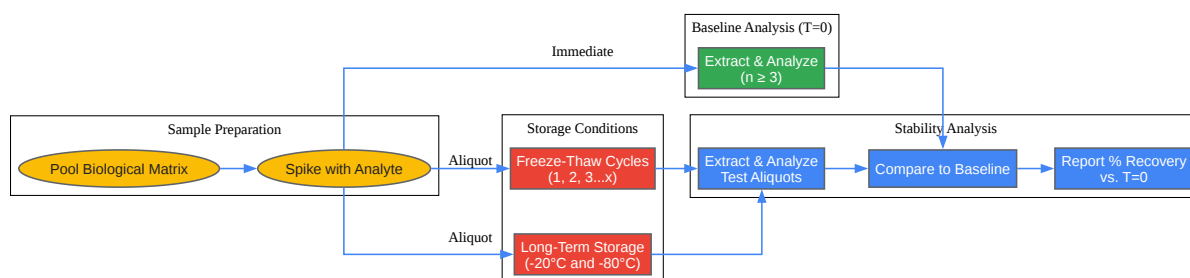 Baseline Analysis (T=0)
Immediate
Extract & Analyze
(n ≥ 3)
Sample Preparation
Storage Conditions
Stability Analysis
Pool Biological Matrix
Spike with Analyte
Aliquot
Freeze-Thaw Cycles
(1, 2, 3...x)
Extract & Analyze
Test Aliquots
Compare to Baseline
Report % Recovery
vs. T=0
Aliquot
Long-Term Storage
(-20°C and -80°C)